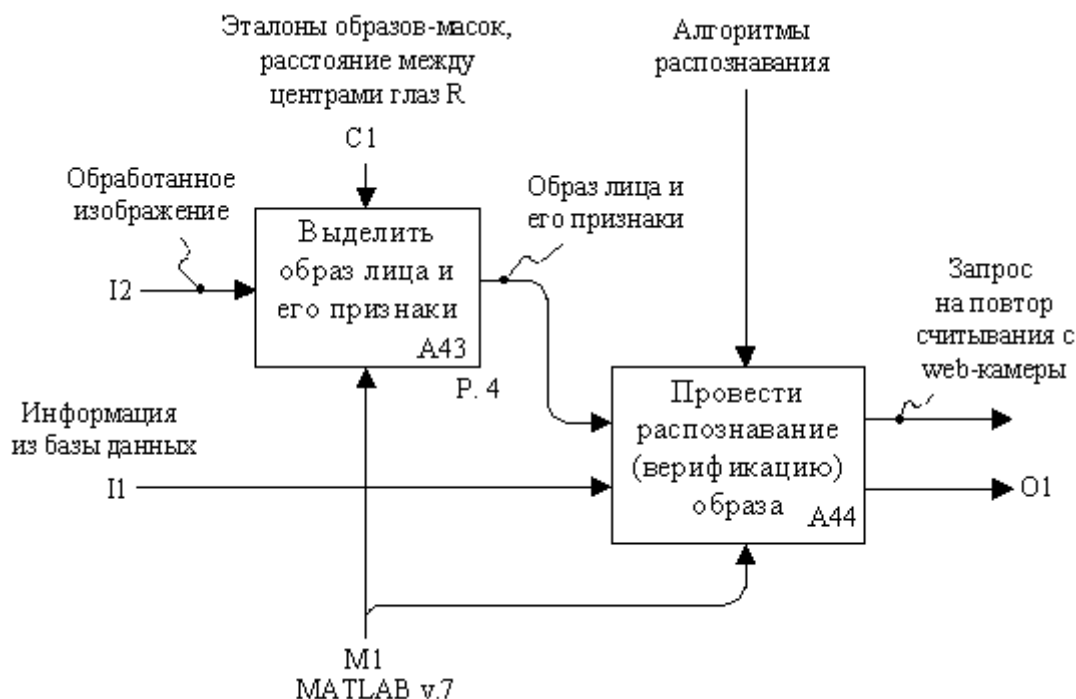 Эталоны образов-масок,
расстояние между
центрами глаз R
C1
Алгоритмы
распознавания
Обработанное
изображение
I2
Выделить
образ лица и
его признаки
A43
P. 4
Образ лица и
его признаки
Запрос
на повтор
считывания с
web-камеры
Информация
из базы данных
I1
Провести
распознавание
(верификацию)
образа
A44
O1
M1
MATLAB v.7